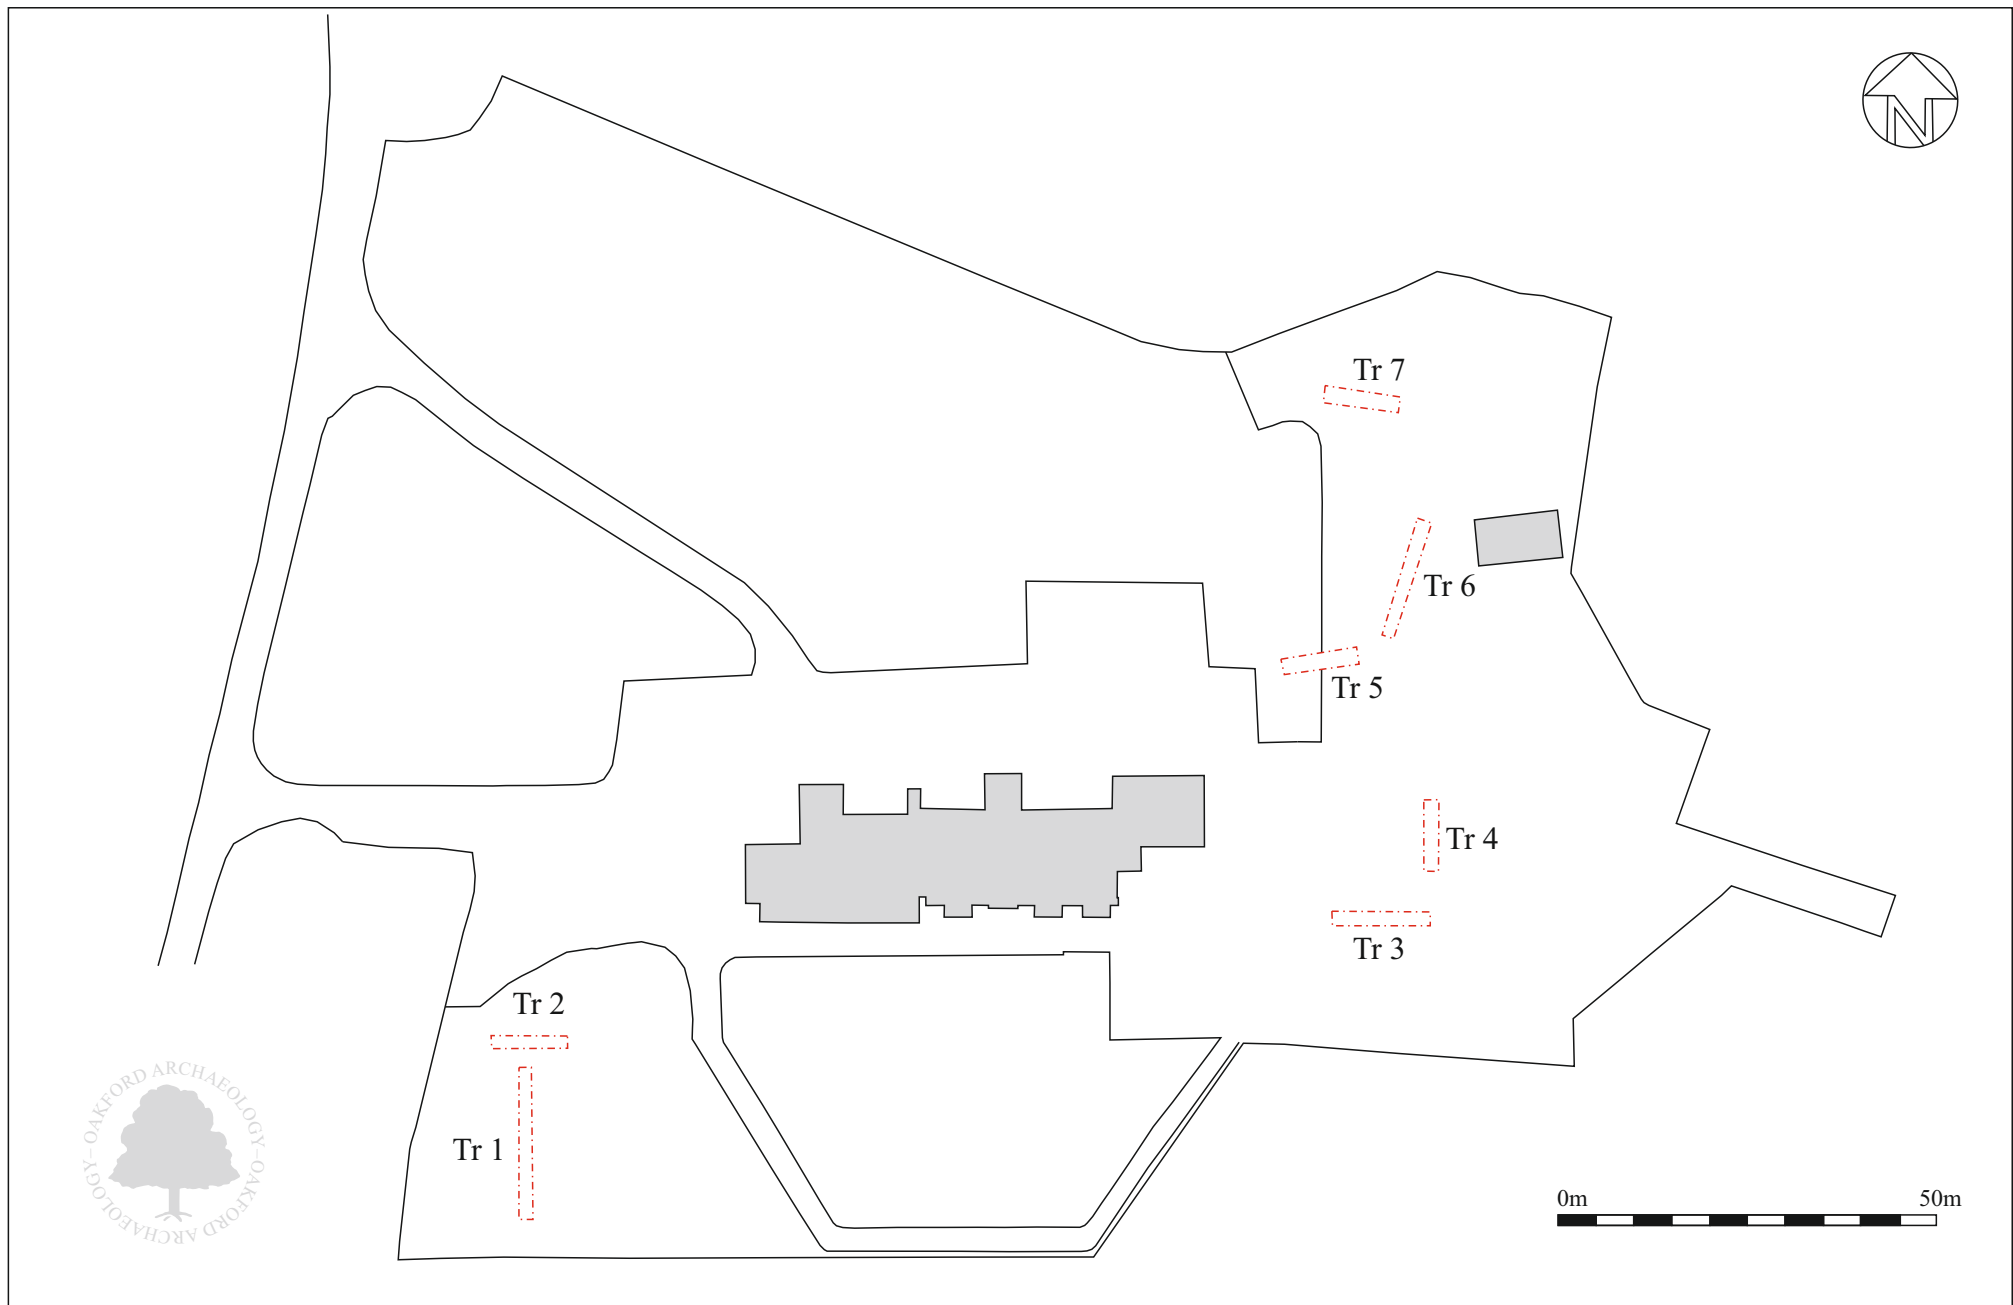 N
Tr 7
Tr 6
Tr 5
Tr 4
Tr 3
Tr 2
Tr 1
0m 50m
OAKFORD ARCHAEOLOGY–OAKFORD ARCHAEOLOGY–